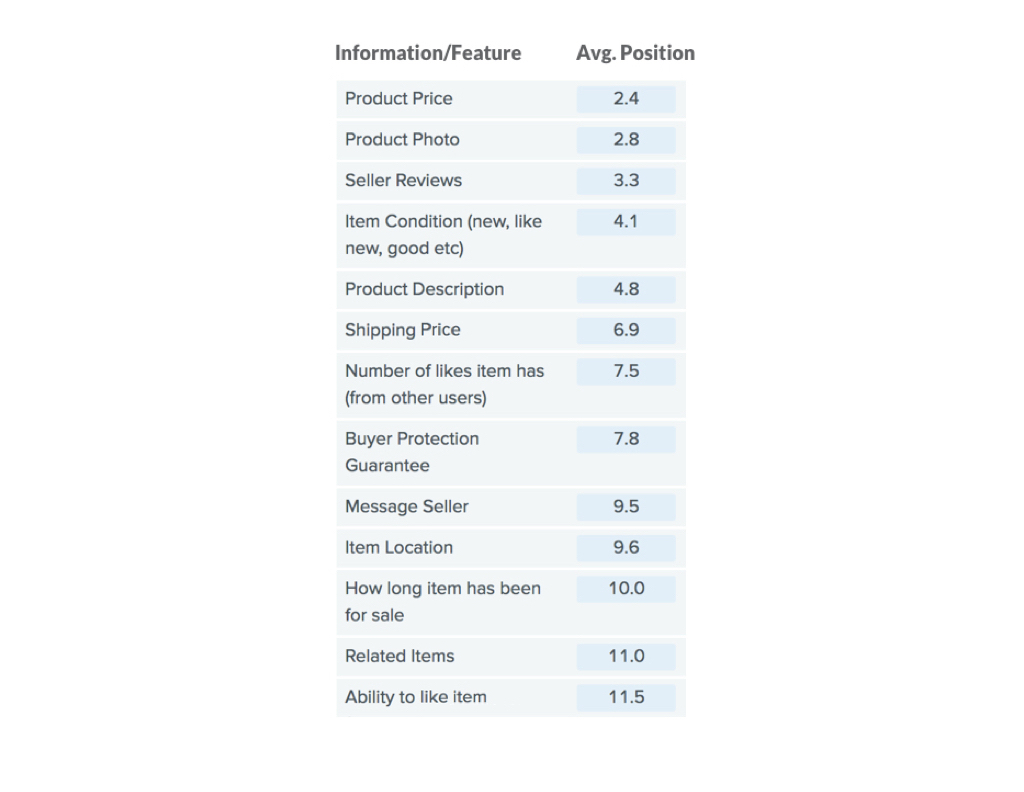 Information/Feature Avg. Position
Product Price 2.4
Product Photo 2.8
Seller Reviews 3.3
Item Condition (new, like 4.1
new, good etc)
Product Description 4.8
Shipping Price 6.9
Number of likes item has 7.5
(from other users)
Buyer Protection 7.8
Guarantee
Message Seller 9.5
Item Location 9.6
How long item has been 10.0
for sale
Related Items 11.0
Ability to like item 11.5